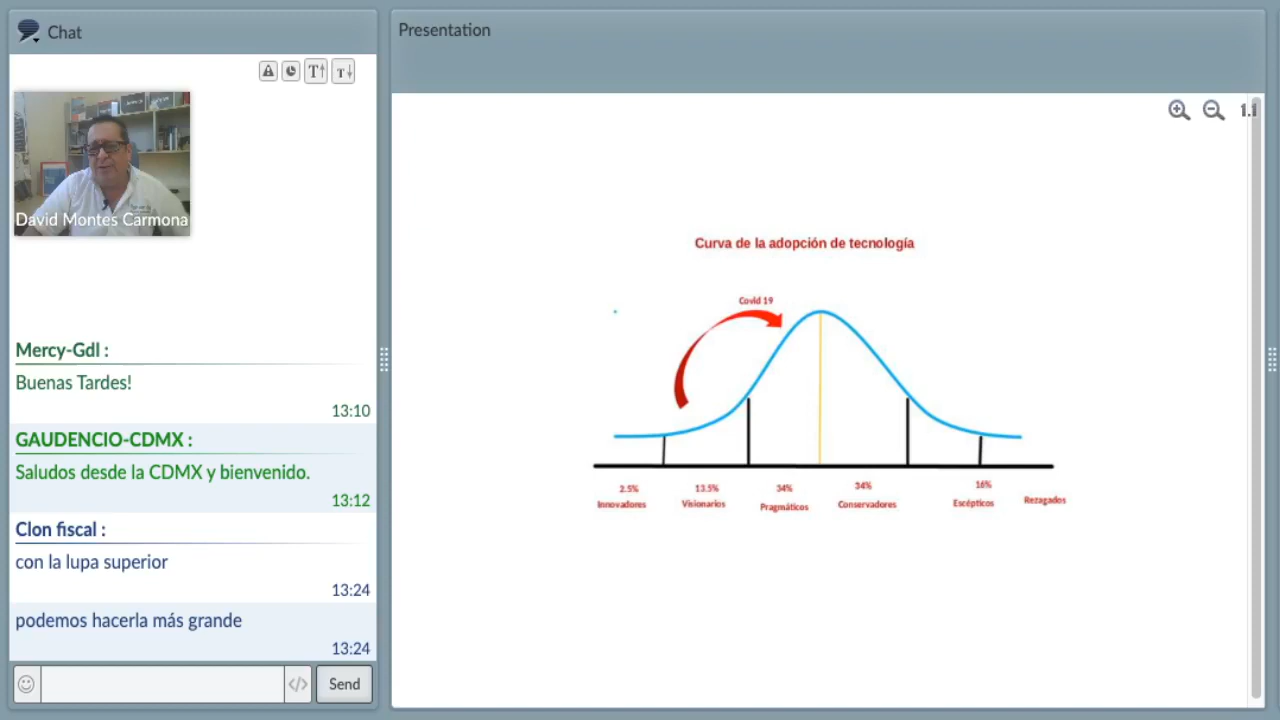 Chat
Presentation
David Montes Carmona
Mercy-Gdl :
Buenas Tardes!
13:10
GAUDENCIO-CDMX :
Saludos desde la CDMX y bienvenido.
13:12
Clon fiscal :
con la lupa superior
13:24
podemos hacerla más grande
13:24
Send
Curva de la adopción de tecnología
Covid 19
2.5% 13.5% 34% 34% 16%
Innovadores Visionarios Pragmáticos Conservadores Escépticos Rezagados